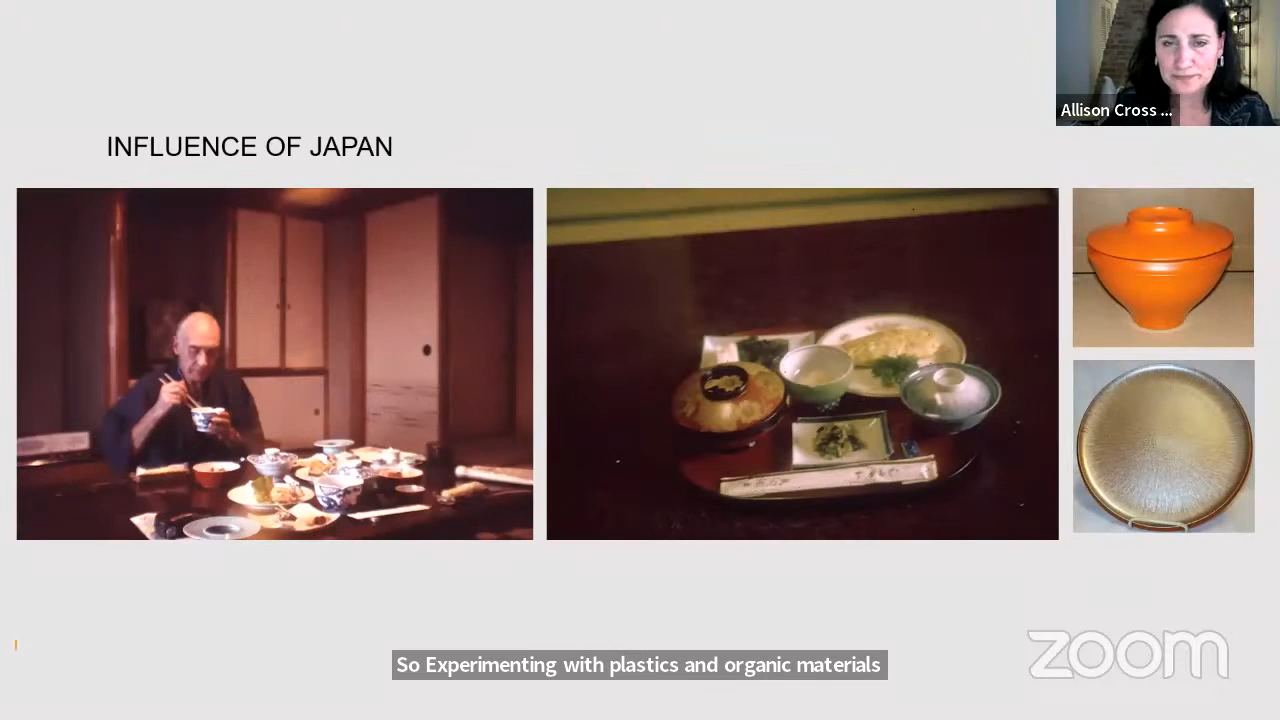 Allison Cross ...
INFLUENCE OF JAPAN
So Experimenting with plastics and organic materials
zoom